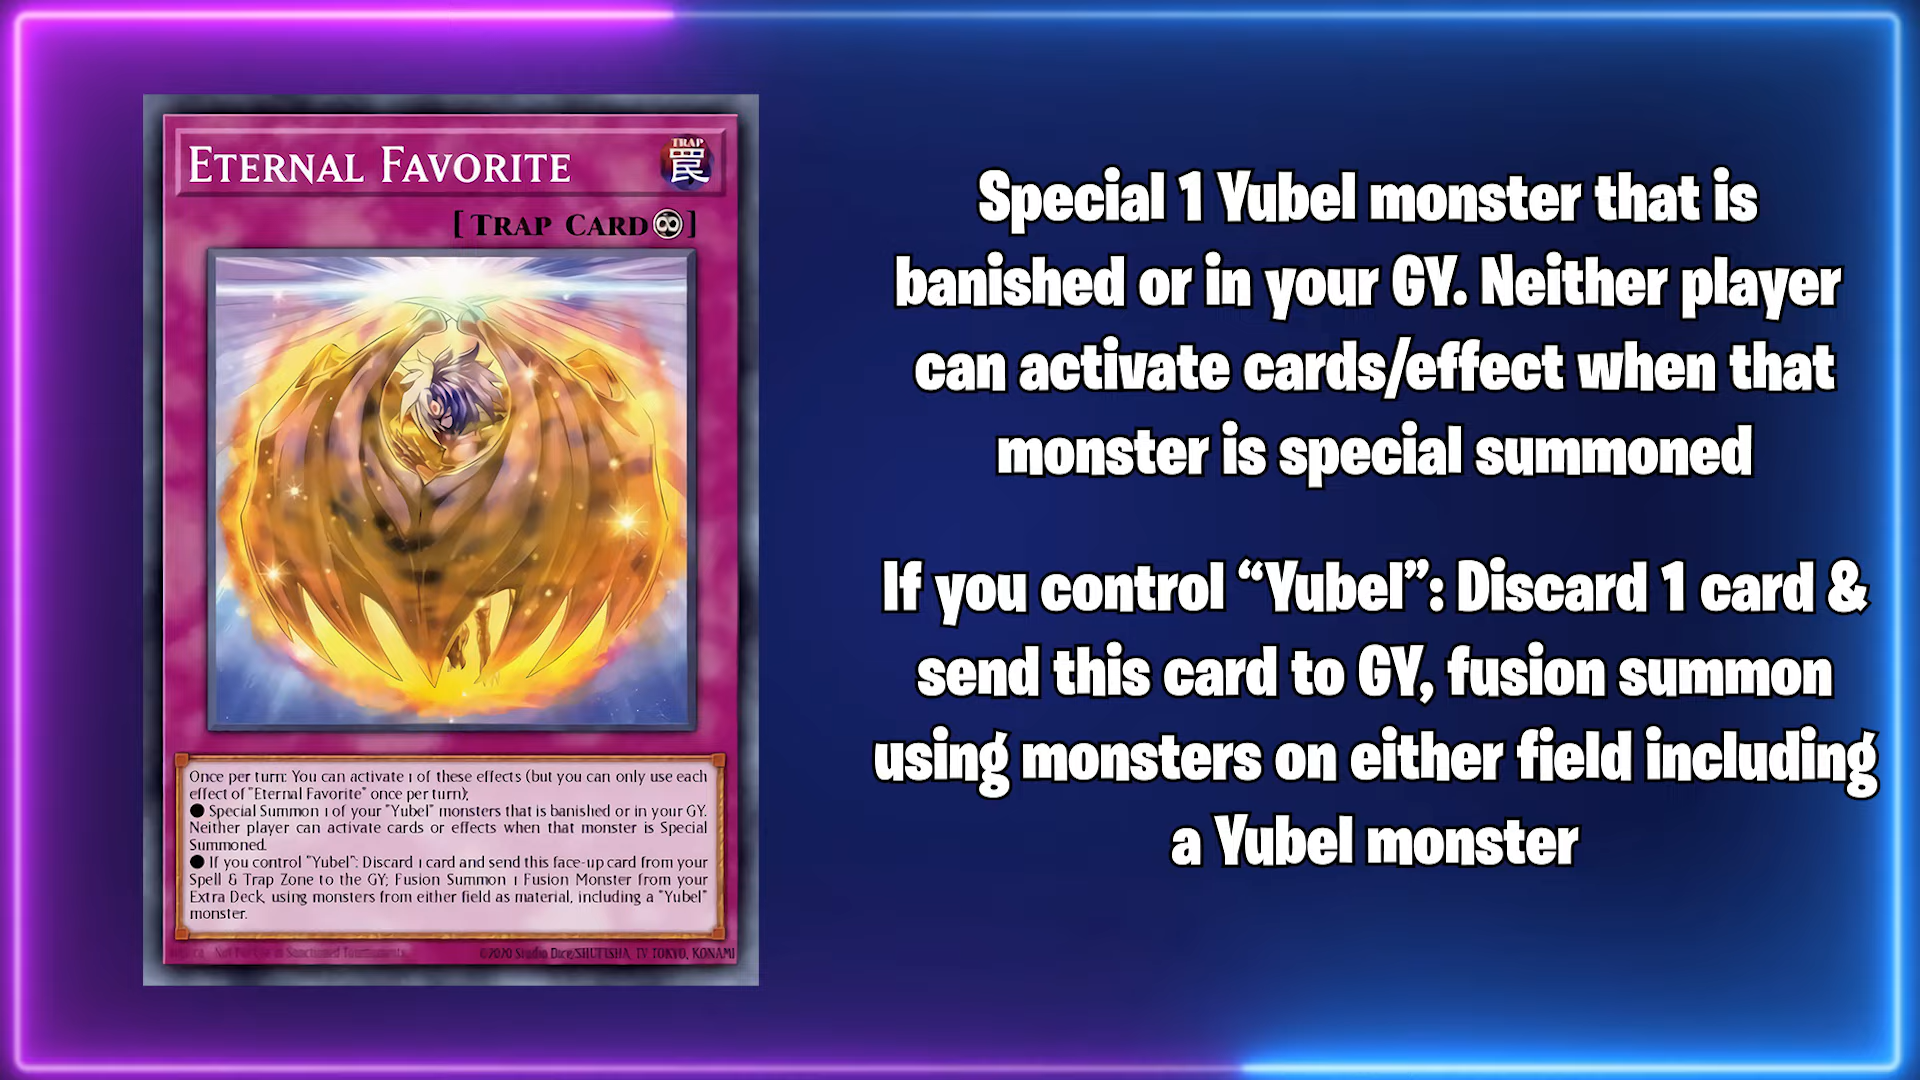 ETERNAL FAVORITE
TRAP
罠
[TRAP CARD]
Once per turn: You can activate 1 of these effects (but you can only use each
effect of "Eternal Favorite" once per turn);
● Special Summon 1 of your "Yubel" monsters that is banished or in your GY.
Neither player can activate cards or effects when that monster is Special
Summoned.
● If you control "Yubel": Discard 1 card and send this face-up card from your
Spell & Trap Zone to the GY; Fusion Summon 1 Fusion Monster from your
Extra Deck, using monsters from either field as material, including a "Yubel"
monster.
Not For Use in Sanctioned Tournaments
©2020 Studio Dice/SHUEISHA, TV TOKYO, KONAMI
Special 1 Yubel monster that is
banished or in your GY. Neither player
can activate cards/effect when that
monster is special summoned
If you control “Yubel”: Discard 1 card &
send this card to GY, fusion summon
using monsters on either field including
a Yubel monster